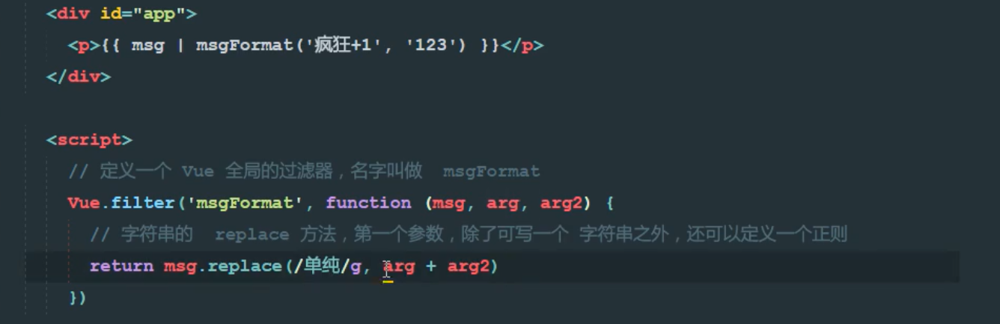 <div id="app">
<p>{{ msg | msgFormat('疯狂+1', '123') }}</p>
</div>
<script>
// 定义一个 Vue 全局的过滤器，名字叫做 msgFormat
Vue.filter('msgFormat', function (msg, arg, arg2) {
// 字符串的 replace 方法，第一个参数，除了可写一个 字符串之外，还可以定义一个正则
return msg.replace(/单纯/g, arg + arg2)
})